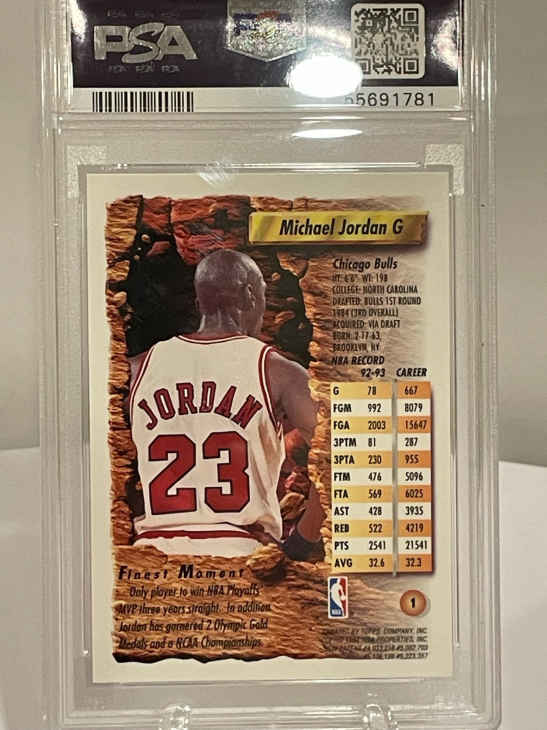 PSA
55691781
Michael Jordan G
Chicago Bulls
HT: 6'6" WT: 198
COLLEGE: NORTH CAROLINA
DRAFTED: BULLS 1ST ROUND
1984 (3RD OVERALL)
ACQUIRED: VIA DRAFT
BORN: 2-17-63,
BROOKLYN, NY
NBA RECORD
92-93 CAREER
G 78 667
FGM 992 8079
FGA 2003 15647
3PTM 81 287
3PTA 230 955
FTM 476 5096
FTA 569 6025
AST 428 3935
REB 522 4219
PTS 2541 21541
AVG 32.6 32.3
JORDAN
23
Finest Moment
Only player to win NBA Playoffs
MVP three years straight. In addition
Jordan has garnered 2 Olympic Gold
Medals and a NCAA Championships.
NBA
1